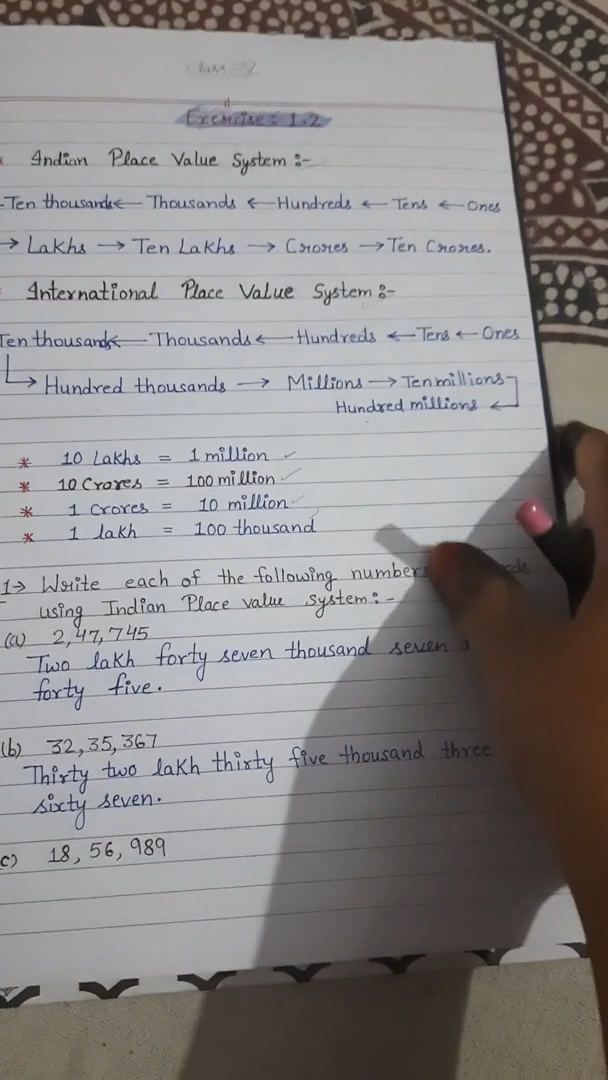 Exercise: 1.2
Indian Place Value System :-
Ten thousands ← Thousands ← Hundreds ← Tens ← Ones
→ Lakhs → Ten Lakhs → Crores → Ten Crores.
International Place Value System :-
Ten thousands ← Thousands ← Hundreds ← Tens ← Ones
→ Hundred thousands → Millions → Ten millions
Hundred millions ←
* 10 Lakhs = 1 million ✓
* 10 Crores = 100 million ✓
* 1 crores = 10 million ✓
* 1 lakh = 100 thousand
1→ Write each of the following numbers
using Indian Place value system :-
(a) 2,47,745
Two lakh forty seven thousand seven
forty five.
(b) 32,35,367
Thirty two lakh thirty five thousand three
sixty seven.
c) 18, 56, 989